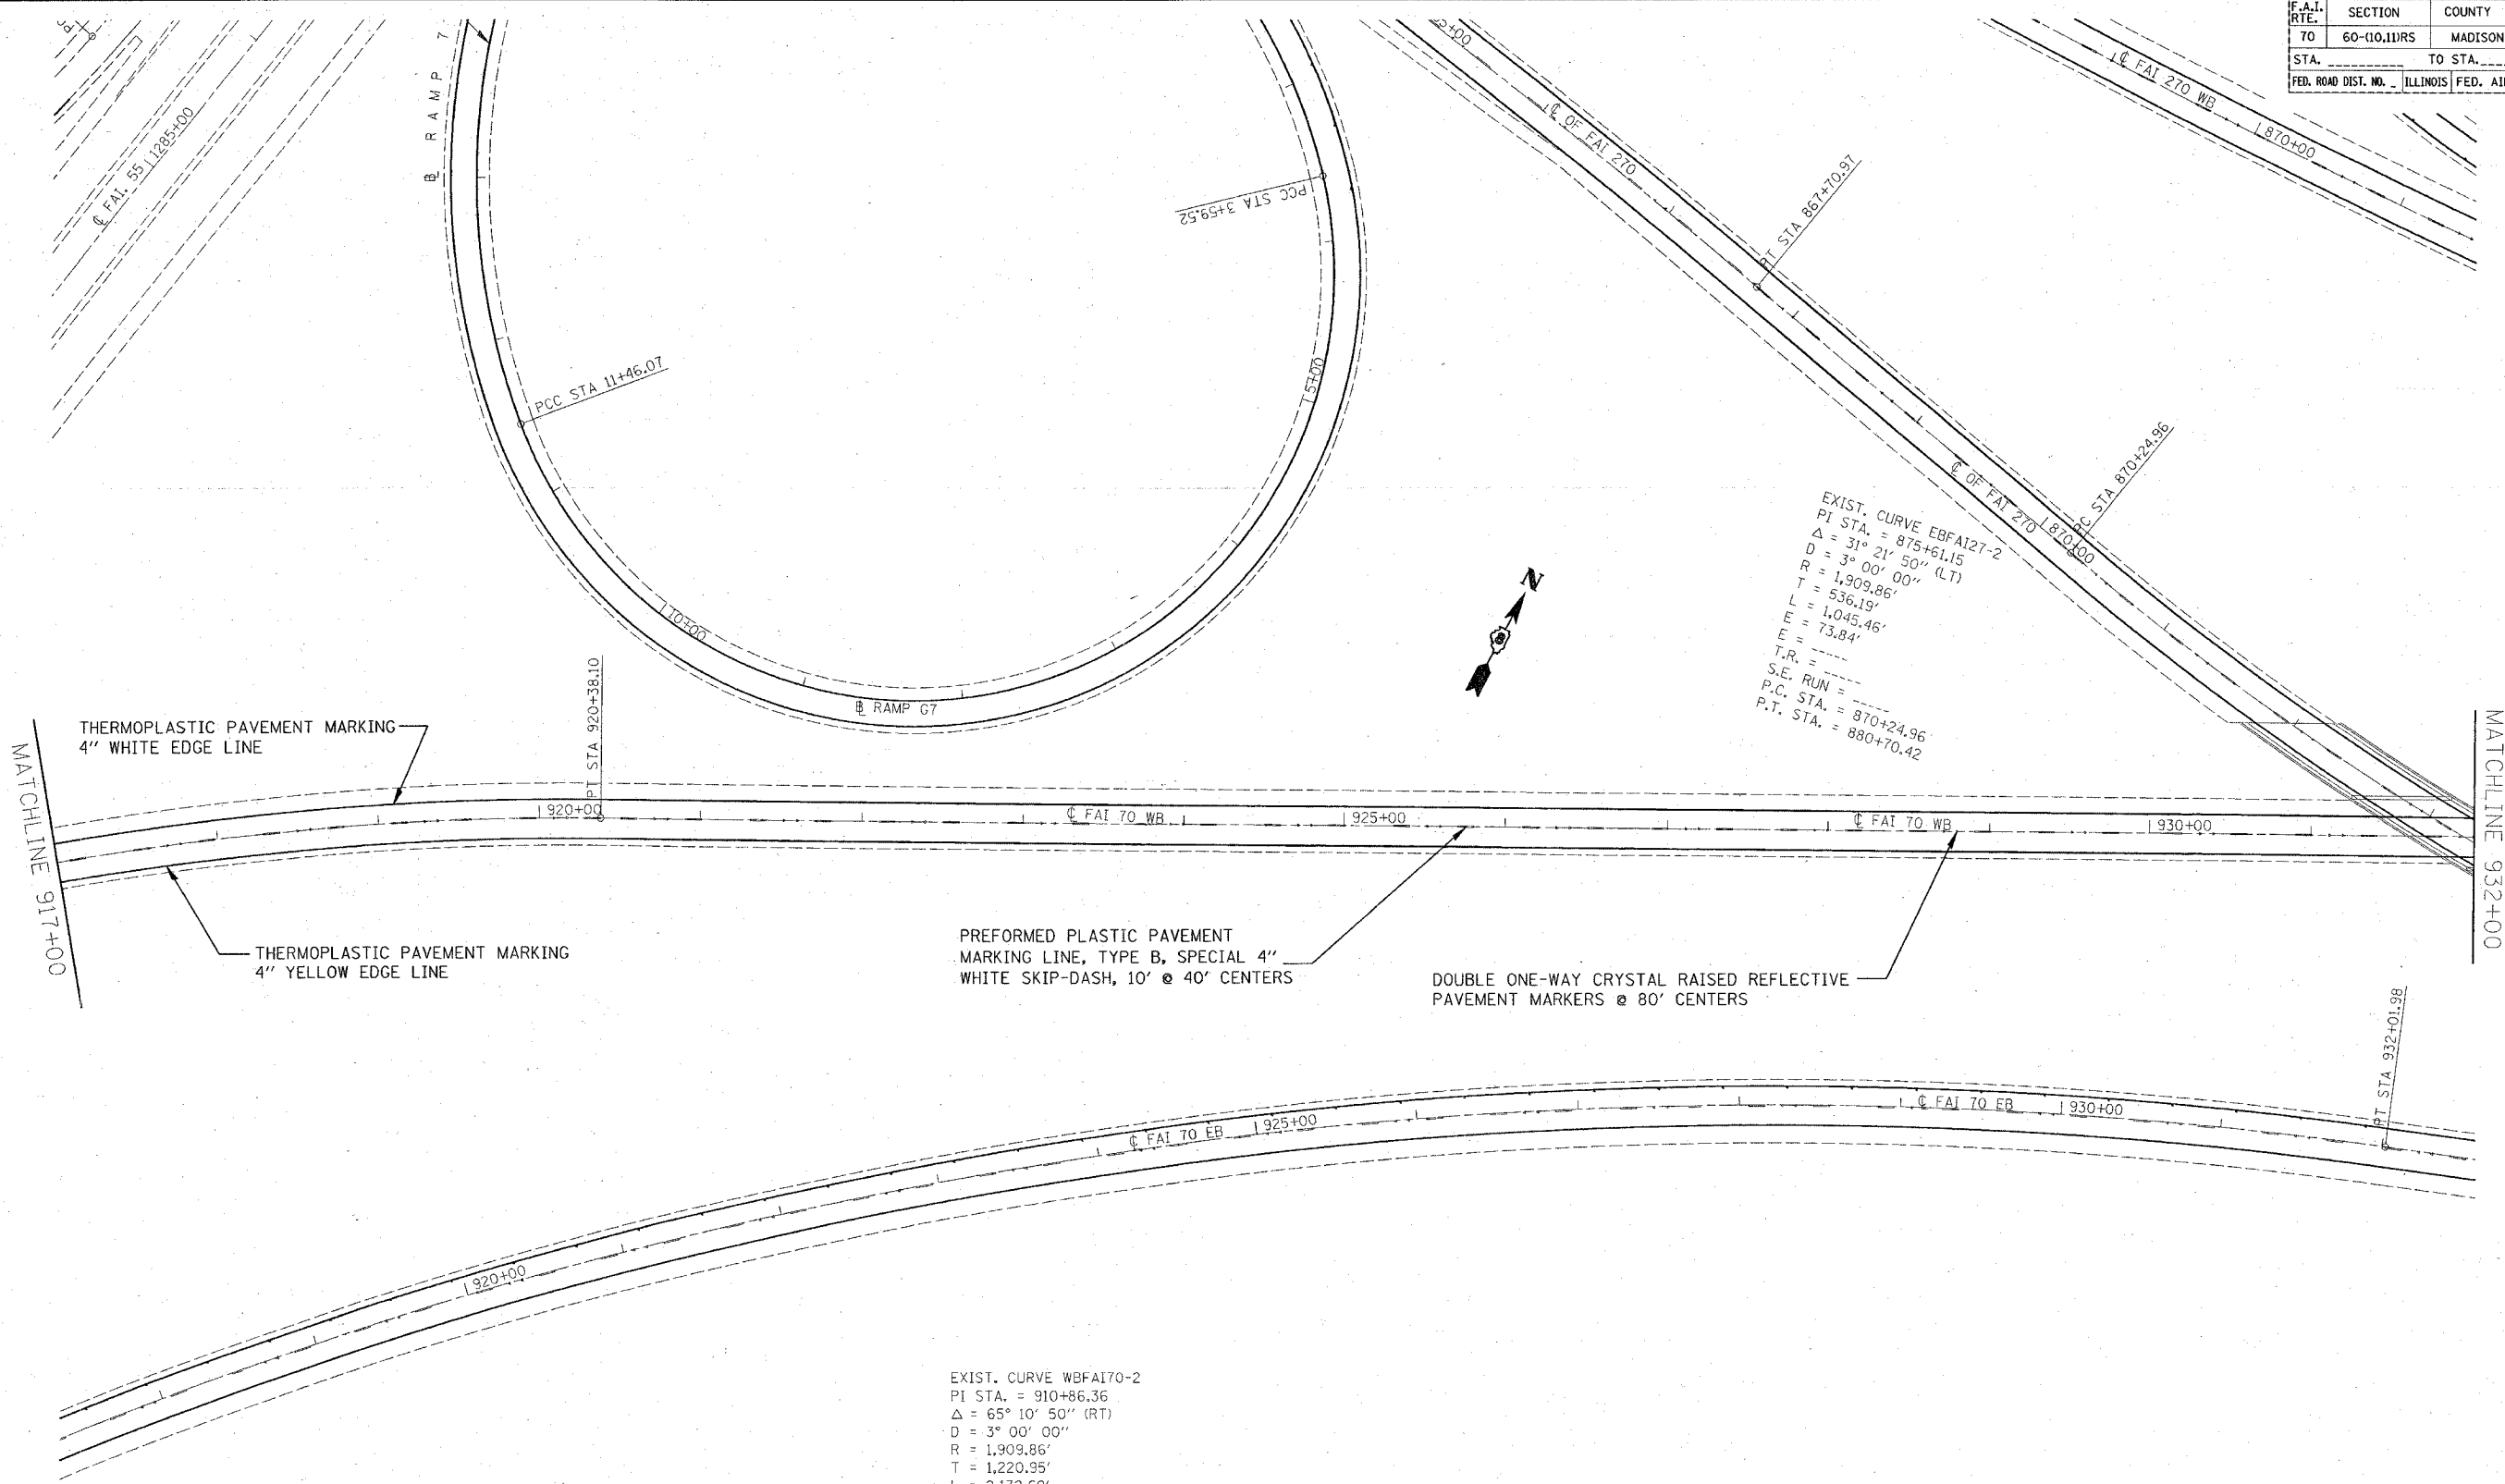 F.A.I. RTE. SECTION COUNTY
70 60-(10,11)RS MADISON
STA. __________ TO STA.
FED. ROAD DIST. NO. _ ILLINOIS FED. AI
℄ FAI. 55 1285+00
℄ RAMP 7
PCC STA 3+59.52
PCC STA 11+46.07
5+00
10+00
℄ RAMP G7
5+00
℄ OF FAI 270
PT STA 867+70.97
℄ FAI 270 WB
870+00
℄ OF FAI 270
870+00
PC STA 870+24.96
EXIST. CURVE EBFAI27-2
PI STA. = 875+61.15
Δ = 31° 21' 50" (LT)
D = 3° 00' 00"
R = 1,909.86'
T = 536.19'
L = 1,045.46'
E = 73.84'
E = -----
T.R. = -----
S.E. RUN = -----
P.C. STA. = 870+24.96
P.T. STA. = 880+70.42
N
8
THERMOPLASTIC PAVEMENT MARKING
4" WHITE EDGE LINE
MATCHLINE 917+00
PT STA 920+38.10
920+00
℄ FAI 70 WB
925+00
℄ FAI 70 WB
930+00
MATCHLINE 932+00
THERMOPLASTIC PAVEMENT MARKING
4" YELLOW EDGE LINE
PREFORMED PLASTIC PAVEMENT
MARKING LINE, TYPE B, SPECIAL 4"
WHITE SKIP-DASH, 10' @ 40' CENTERS
DOUBLE ONE-WAY CRYSTAL RAISED REFLECTIVE
PAVEMENT MARKERS @ 80' CENTERS
PT STA 932+01.98
920+00
℄ FAI 70 EB
925+00
℄ FAI 70 EB
930+00
EXIST. CURVE WBFAI70-2
PI STA. = 910+86.36
Δ = 65° 10' 50" (RT)
D = 3° 00' 00"
R = 1,909.86'
T = 1,220.95'